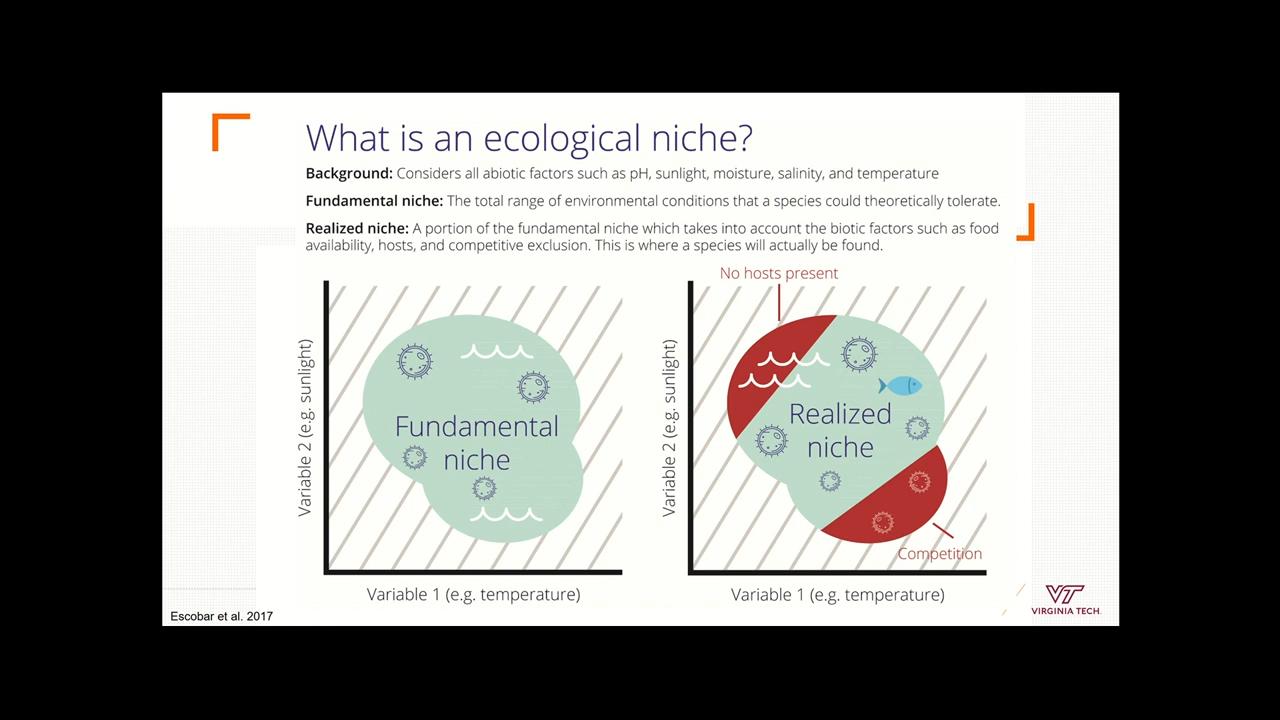 What is an ecological niche?
Background: Considers all abiotic factors such as pH, sunlight, moisture, salinity, and temperature
Fundamental niche: The total range of environmental conditions that a species could theoretically tolerate.
Realized niche: A portion of the fundamental niche which takes into account the biotic factors such as food
availability, hosts, and competitive exclusion. This is where a species will actually be found.
Variable 2 (e.g. sunlight)
Fundamental
niche
Variable 1 (e.g. temperature)
No hosts present
Variable 2 (e.g. sunlight)
Realized
niche
Competition
Variable 1 (e.g. temperature)
Escobar et al. 2017
VT
VIRGINIA TECH.